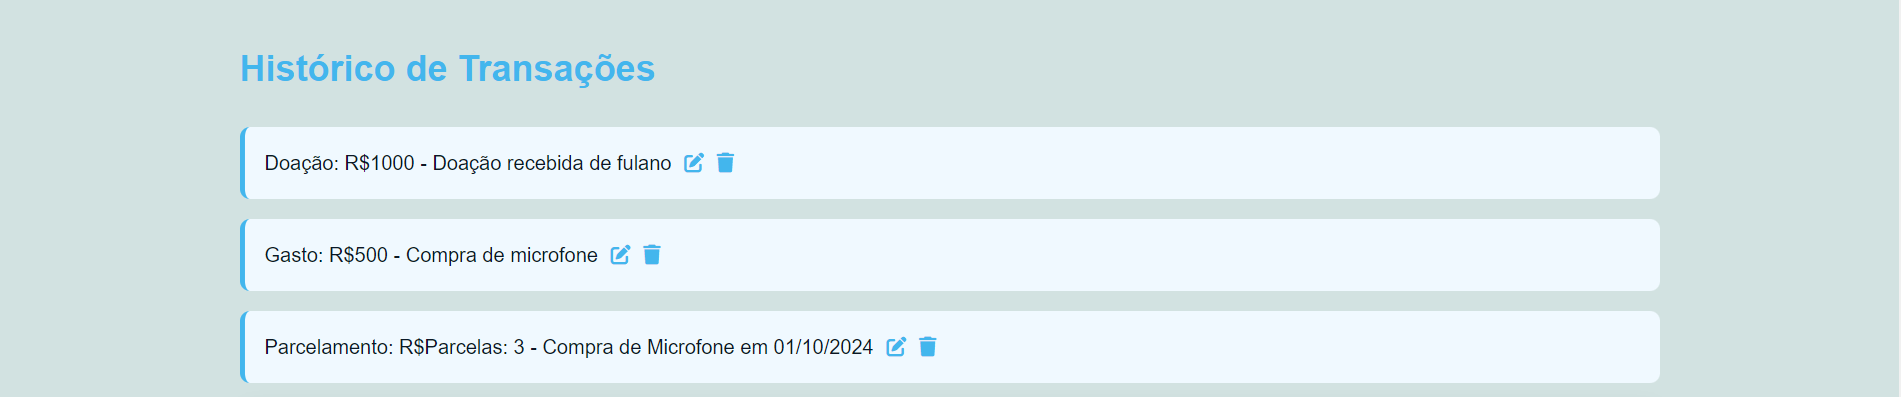 Histórico de Transações
Doação: R$1000 - Doação recebida de fulano
Gasto: R$500 - Compra de microfone
Parcelamento: R$Parcelas: 3 - Compra de Microfone em 01/10/2024